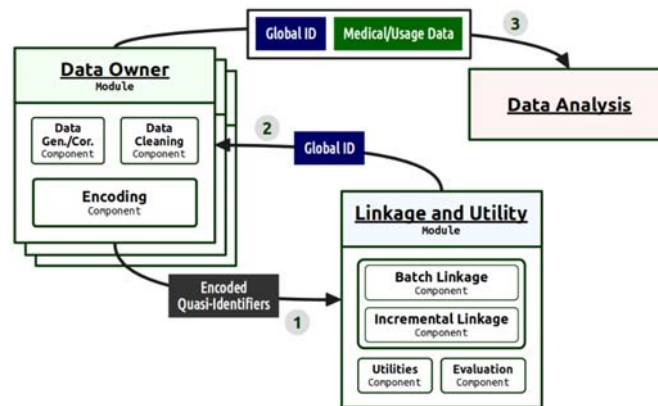 Global ID
Medical/Usage Data
3
Data Owner
Module
Data
Gen./Cor.
Component
Data
Cleaning
Component
Encoding
Component
Data Analysis
2
Global ID
Linkage and Utility
Module
Batch Linkage
Component
Incremental Linkage
Component
Utilities
Component
Evaluation
Component
Encoded
Quasi-Identifiers
1